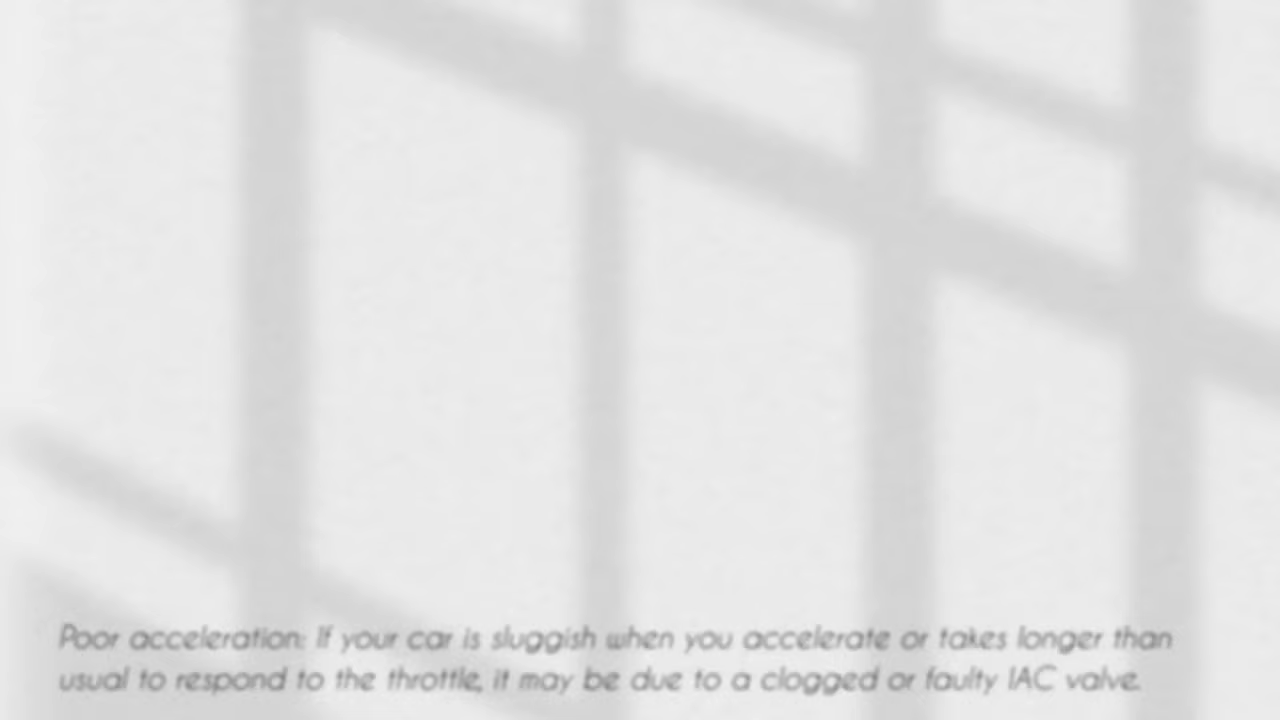 Poor acceleration: If your car is sluggish when you accelerate or takes longer than
usual to respond to the throttle, it may be due to a clogged or faulty IAC valve.